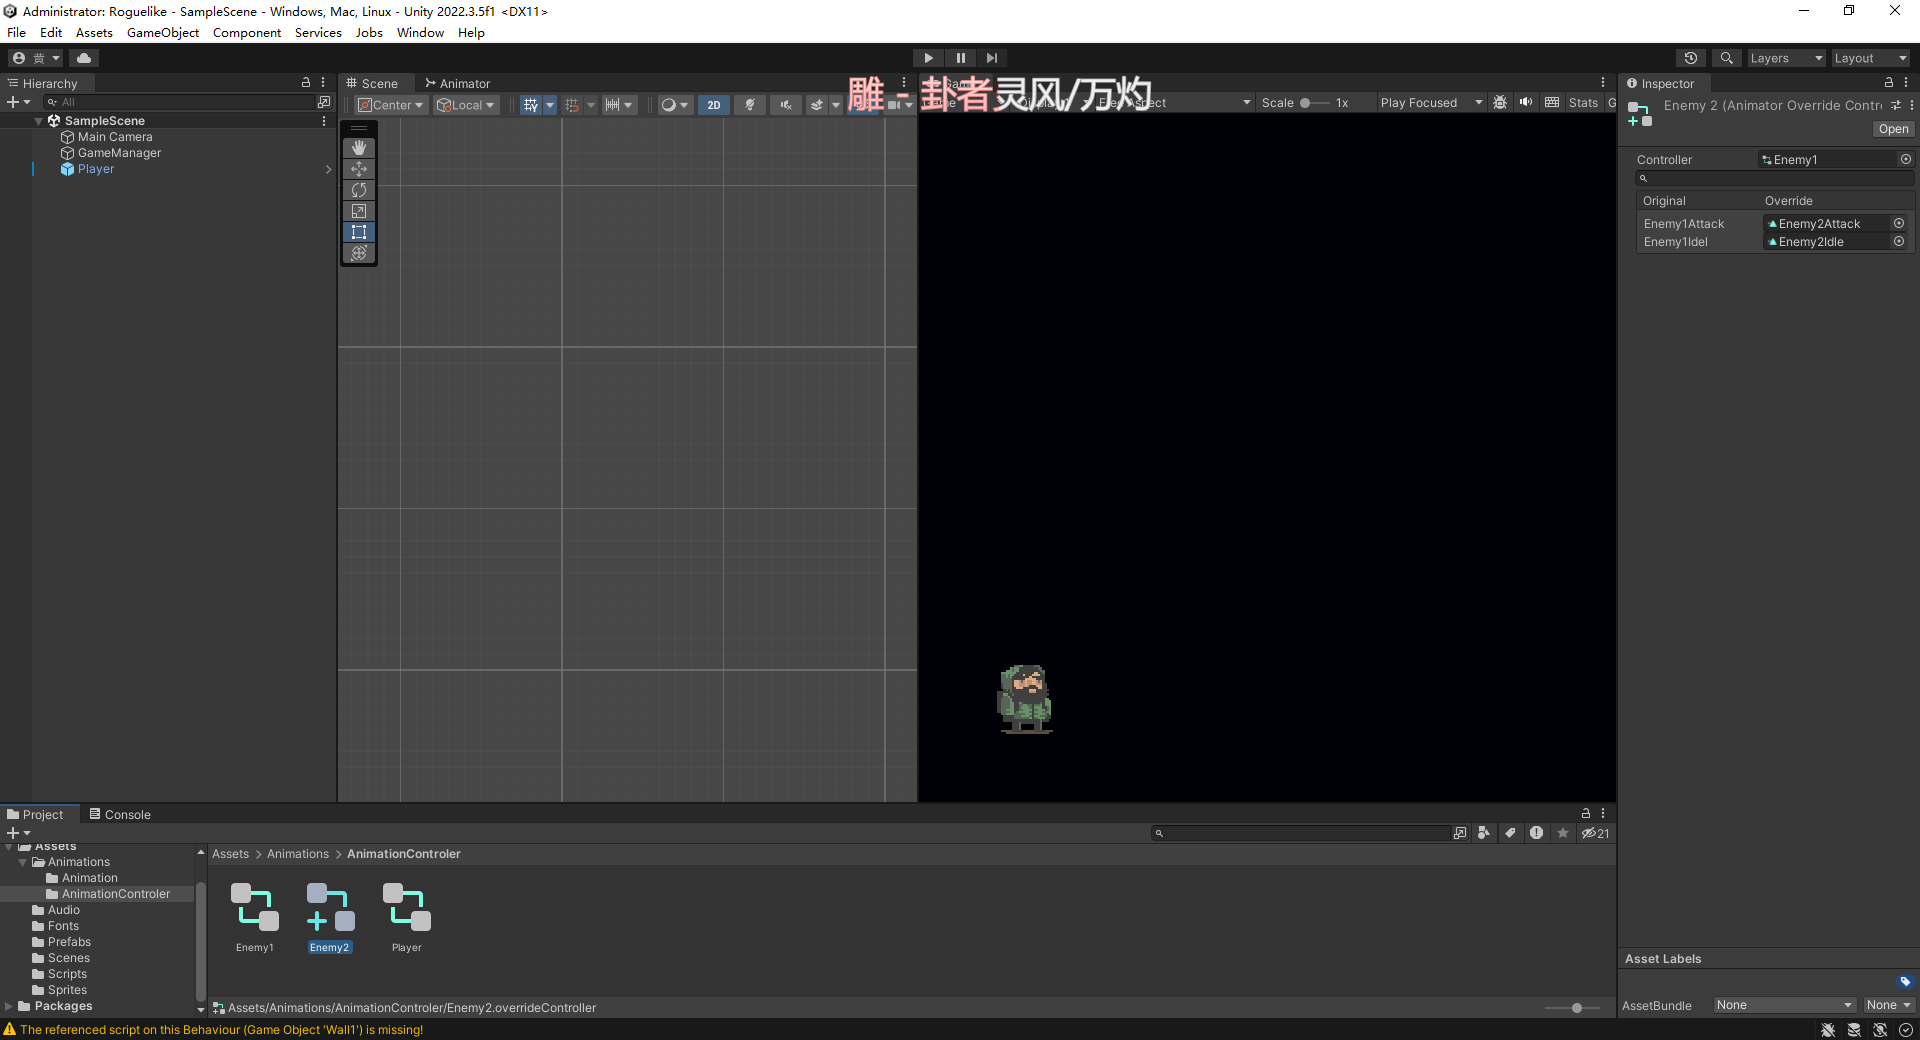 Administrator: Roguelike - SampleScene - Windows, Mac, Linux - Unity 2022.3.5f1 <DX11>
File Edit Assets GameObject Component Services Jobs Window Help
黄 Layers Layout
Hierarchy Scene Animator Inspector
雕 - 卦者灵风/万灼
All Center Local 2D Free Aspect Scale 1x Play Focused Stats G
Enemy 2 (Animator Override Contr
Open
SampleScene
Main Camera
GameManager
Player
Controller Enemy1
Original Override
Enemy1Attack Enemy2Attack
Enemy1Idel Enemy2Idle
Project Console
21
Assets
Animations
Animation
AnimationControler
Audio
Fonts
Prefabs
Scenes
Scripts
Sprites
Packages
Assets > Animations > AnimationControler
Enemy1 Enemy2 Player
Assets/Animations/AnimationControler/Enemy2.overrideController
Asset Labels
AssetBundle None None
The referenced script on this Behaviour (Game Object 'Wall1') is missing!